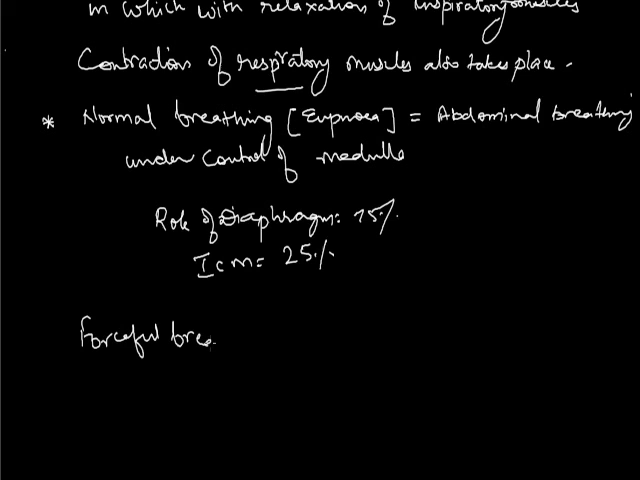 in which with relaxation of inspiratory muscles
Contraction of respiratory muscles also takes place.
* Normal breathing [Eupnoea] = Abdominal breathing
under control of medulla
Role of Diaphragm = 75%.
Icm = 25%
Forceful brea